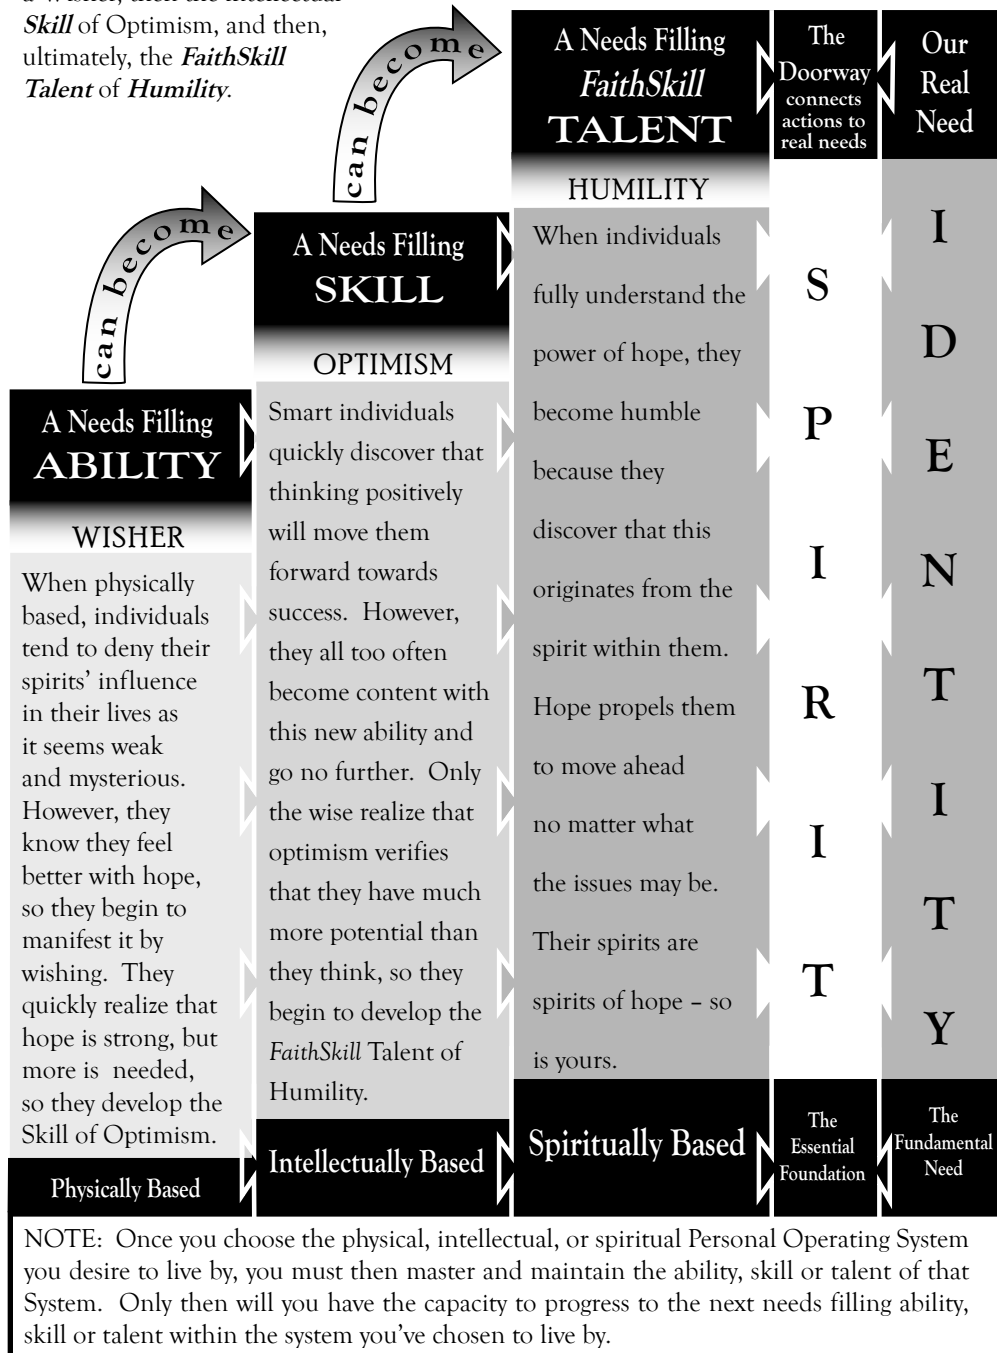 a Wisher, then the intellectual
Skill of Optimism, and then,
ultimately, the FaithSkill
Talent of Humility.
can become
can become
A Needs Filling
ABILITY
WISHER
When physically
based, individuals
tend to deny their
spirits’ influence
in their lives as
it seems weak
and mysterious.
However, they
know they feel
better with hope,
so they begin to
manifest it by
wishing. They
quickly realize that
hope is strong, but
more is needed,
so they develop the
Skill of Optimism.
Physically Based
A Needs Filling
SKILL
OPTIMISM
Smart individuals
quickly discover that
thinking positively
will move them
forward towards
success. However,
they all too often
become content with
this new ability and
go no further. Only
the wise realize that
optimism verifies
that they have much
more potential than
they think, so they
begin to develop the
FaithSkill Talent of
Humility.
Intellectually Based
A Needs Filling
FaithSkill
TALENT
HUMILITY
When individuals
fully understand the
power of hope, they
become humble
because they
discover that this
originates from the
spirit within them.
Hope propels them
to move ahead
no matter what
the issues may be.
Their spirits are
spirits of hope – so
is yours.
Spiritually Based
The
Doorway
connects
actions to
real needs
S
P
I
R
I
T
The
Essential
Foundation
Our
Real
Need
I
D
E
N
T
I
T
Y
The
Fundamental
Need
NOTE: Once you choose the physical, intellectual, or spiritual Personal Operating System
you desire to live by, you must then master and maintain the ability, skill or talent of that
System. Only then will you have the capacity to progress to the next needs filling ability,
skill or talent within the system you’ve chosen to live by.